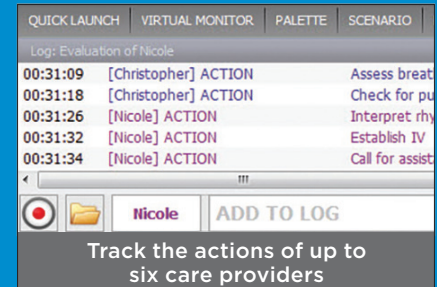 QUICK LAUNCH VIRTUAL MONITOR PALETTE SCENARIO
Log: Evaluation of Nicole
00:31:09 [Christopher] ACTION Assess breat
00:31:18 [Christopher] ACTION Check for pu
00:31:26 [Nicole] ACTION Interpret rhy
00:31:32 [Nicole] ACTION Establish IV
00:31:34 [Nicole] ACTION Call for assist
Nicole ADD TO LOG
Track the actions of up to
six care providers